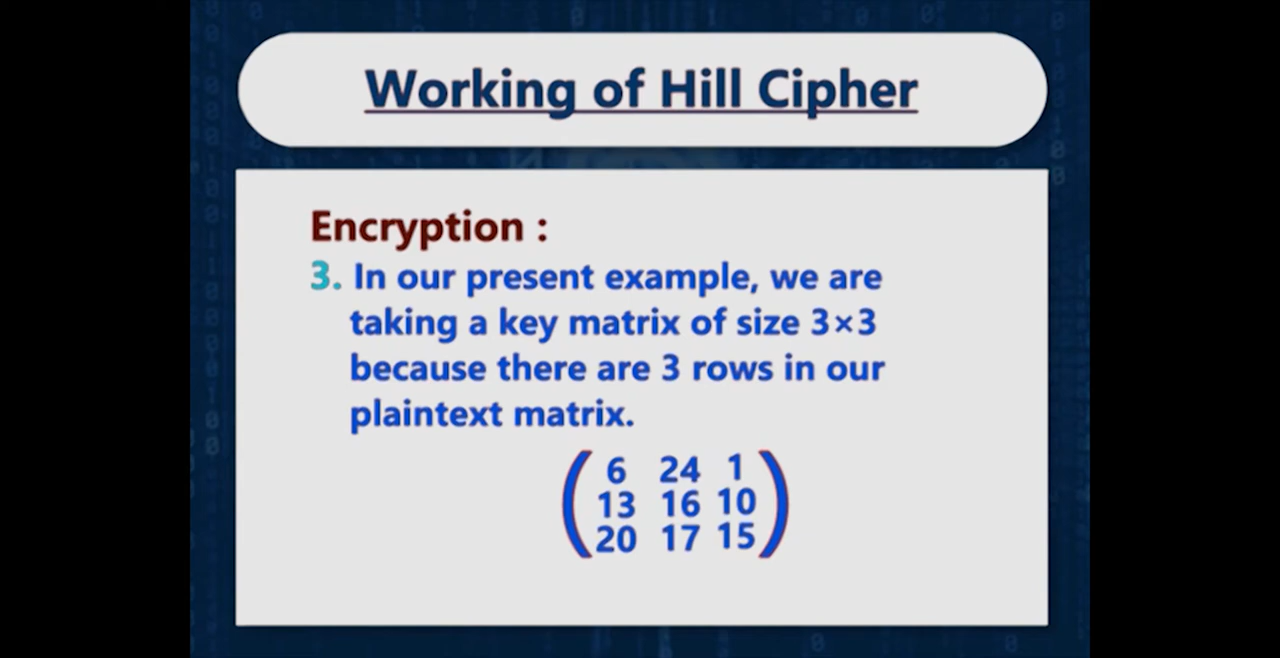 Working of Hill Cipher
Encryption :
3. In our present example, we are
taking a key matrix of size 3×3
because there are 3 rows in our
plaintext matrix.
6 24 1
13 16 10
20 17 15